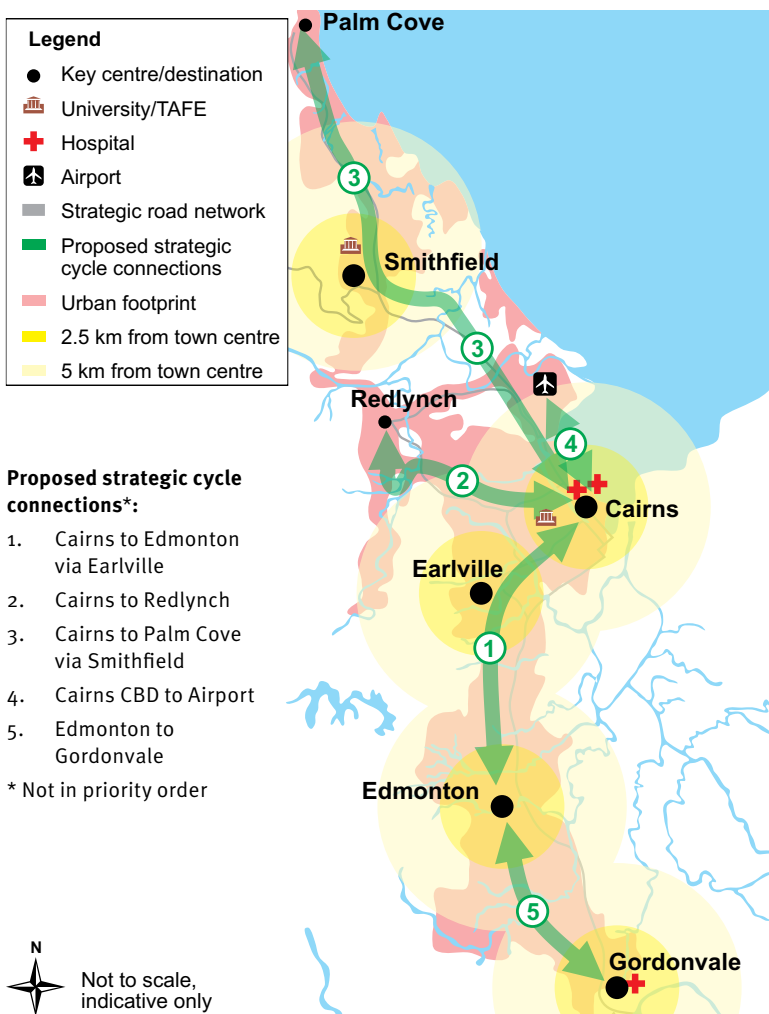 Legend
Key centre/destination
University/TAFE
Hospital
Airport
Strategic road network
Proposed strategic
cycle connections
Urban footprint
2.5 km from town centre
5 km from town centre
Palm Cove
3
Smithfield
3
Redlynch
4
2
Cairns
Earlville
1
Edmonton
5
Gordonvale
Proposed strategic cycle
connections*:
1. Cairns to Edmonton
via Earlville
2. Cairns to Redlynch
3. Cairns to Palm Cove
via Smithfield
4. Cairns CBD to Airport
5. Edmonton to
Gordonvale
* Not in priority order
N
Not to scale,
indicative only